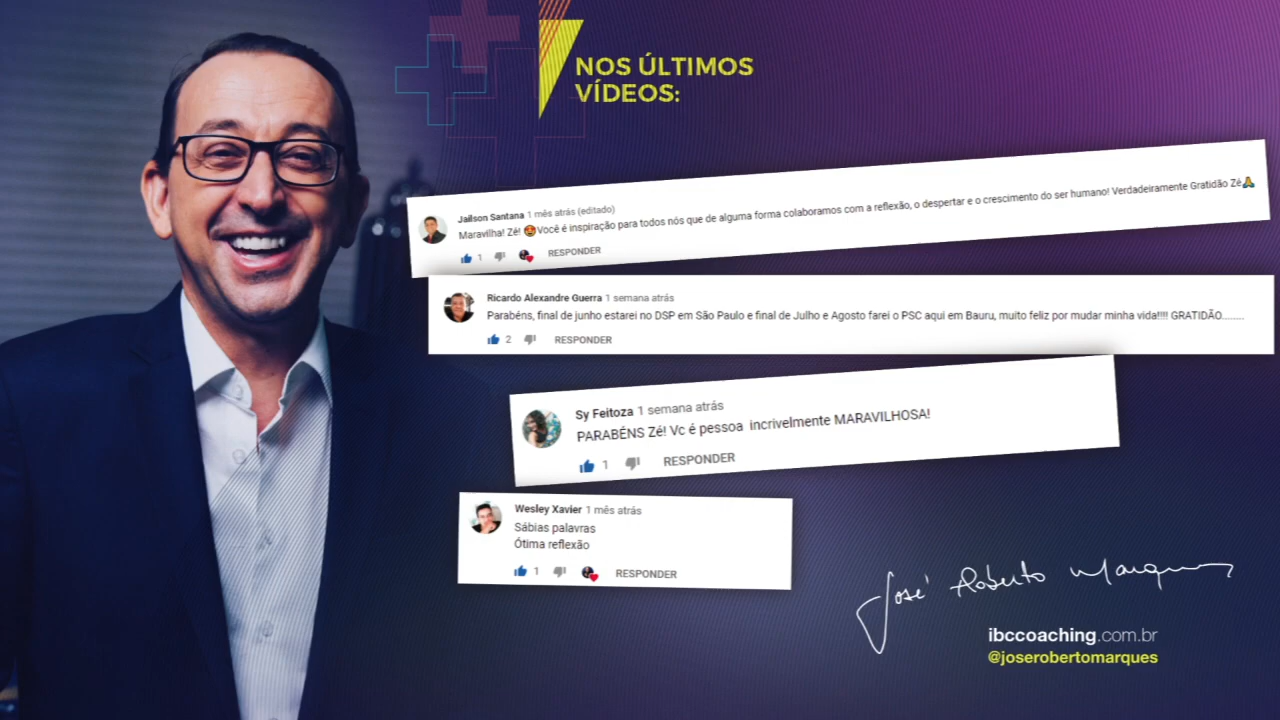 NOS ÚLTIMOS
VÍDEOS:
Jailson Santana 1 mês atrás (editado)
Maravilha! Zé! 🤩Você é inspiração para todos nós que de alguma forma colaboramos com a reflexão, o despertar e o crescimento do ser humano! Verdadeiramente Gratidão Zé🙏
1 RESPONDER
Ricardo Alexandre Guerra 1 semana atrás
Parabéns, final de junho estarei no DSP em São Paulo e final de Julho e Agosto farei o PSC aqui em Bauru, muito feliz por mudar minha vida!!!! GRATIDÃO........
2 RESPONDER
Sy Feitoza 1 semana atrás
PARABÉNS Zé! Vc é pessoa incrivelmente MARAVILHOSA!
1 RESPONDER
Wesley Xavier 1 mês atrás
Sábias palavras
Ótima reflexão
1 RESPONDER
José Roberto Marques
ibccoaching.com.br
@joserobertomarques